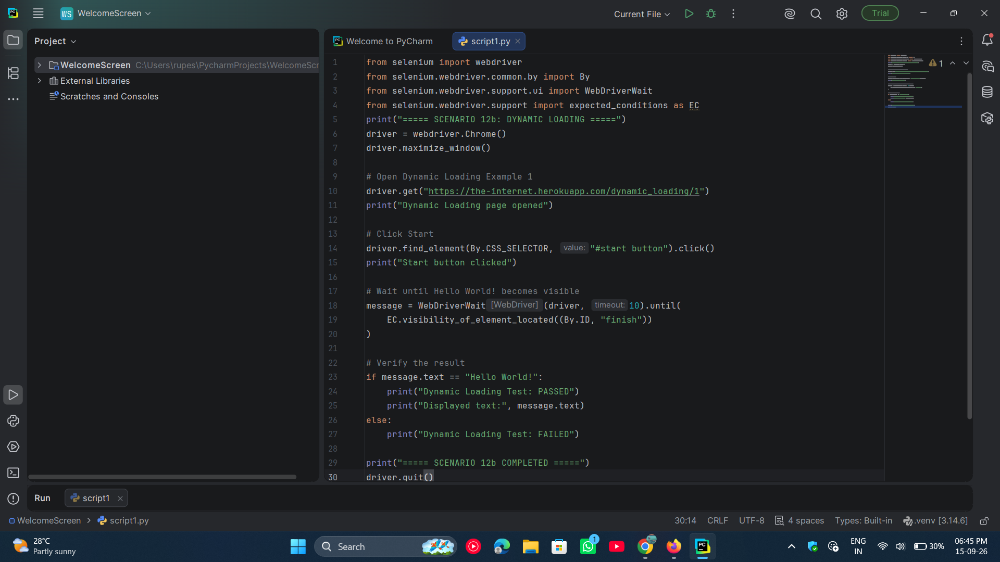 WS WelcomeScreen
Current File
Trial
Project
WelcomeScreen C:\Users\rupes\PycharmProjects\WelcomeScr
External Libraries
Scratches and Consoles
Welcome to PyCharm
script1.py
1
1 from selenium import webdriver
2 from selenium.webdriver.common.by import By
3 from selenium.webdriver.support.ui import WebDriverWait
4 from selenium.webdriver.support import expected_conditions as EC
5 print("===== SCENARIO 12b: DYNAMIC LOADING =====")
6 driver = webdriver.Chrome()
7 driver.maximize_window()
8
9 # Open Dynamic Loading Example 1
10 driver.get("https://the-internet.herokuapp.com/dynamic_loading/1")
11 print("Dynamic Loading page opened")
12
13 # Click Start
14 driver.find_element(By.CSS_SELECTOR, value: "#start button").click()
15 print("Start button clicked")
16
17 # Wait until Hello World! becomes visible
18 message = WebDriverWait [WebDriver] (driver, timeout: 10).until(
19     EC.visibility_of_element_located((By.ID, "finish"))
20 )
21
22 # Verify the result
23 if message.text == "Hello World!":
24     print("Dynamic Loading Test: PASSED")
25     print("Displayed text:", message.text)
26 else:
27     print("Dynamic Loading Test: FAILED")
28
29 print("===== SCENARIO 12b COMPLETED =====")
30 driver.quit()
Run script1
WelcomeScreen > script1.py
30:14 CRLF UTF-8 4 spaces Types: Built-in .venv [3.14.6]
28°C
Partly sunny
Search
1
PC
ENG
IN
30%
06:45 PM
15-09-26